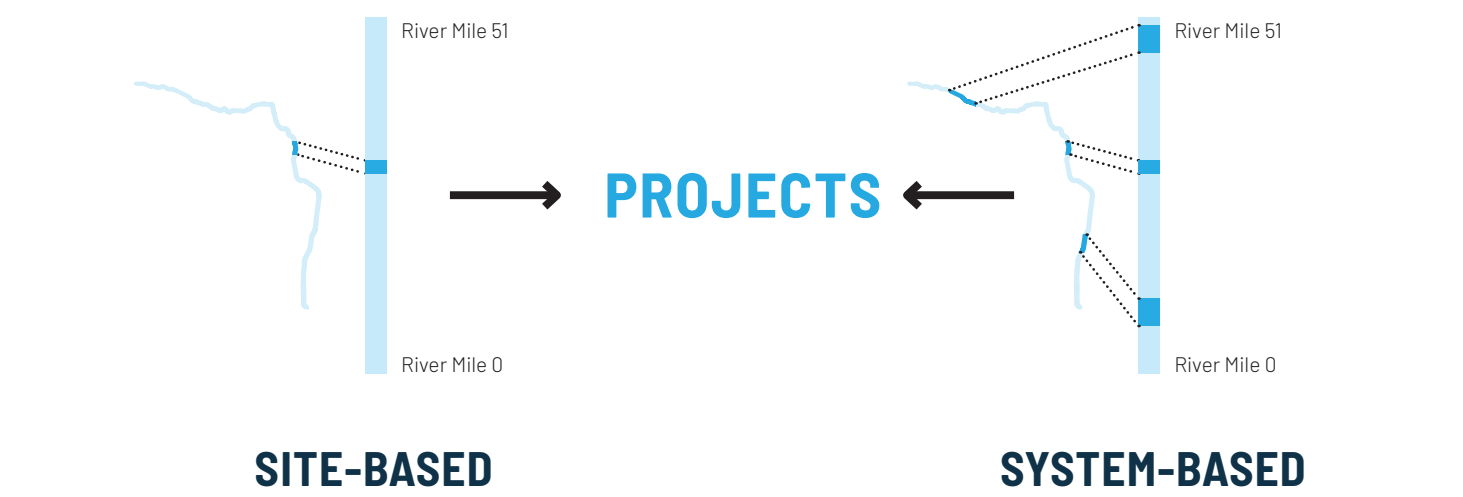 River Mile 51
River Mile 51
PROJECTS
River Mile 0
River Mile 0
SITE-BASED
SYSTEM-BASED